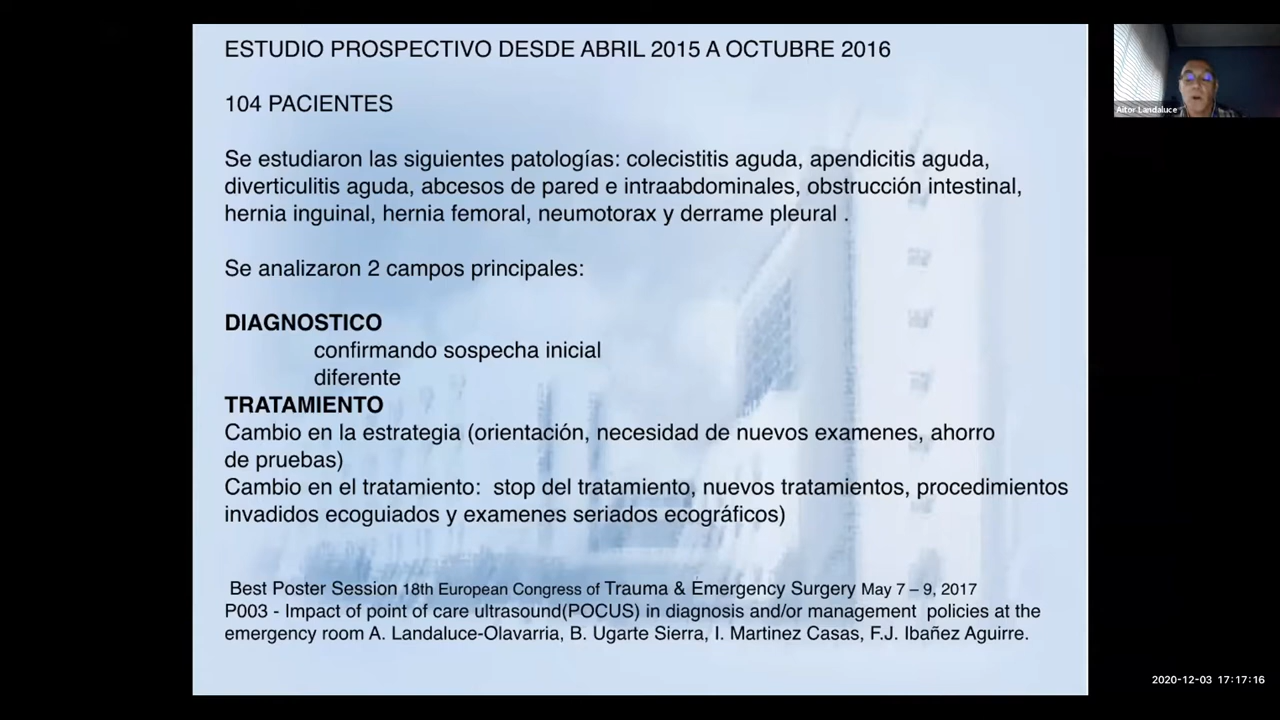 ESTUDIO PROSPECTIVO DESDE ABRIL 2015 A OCTUBRE 2016
104 PACIENTES
Se estudiaron las siguientes patologías: colecistitis aguda, apendicitis aguda,
diverticulitis aguda, abcesos de pared e intraabdominales, obstrucción intestinal,
hernia inguinal, hernia femoral, neumotorax y derrame pleural .
Se analizaron 2 campos principales:
DIAGNOSTICO
confirmando sospecha inicial
diferente
TRATAMIENTO
Cambio en la estrategia (orientación, necesidad de nuevos examenes, ahorro
de pruebas)
Cambio en el tratamiento: stop del tratamiento, nuevos tratamientos, procedimientos
invadidos ecoguiados y examenes seriados ecográficos)
Best Poster Session 18th European Congress of Trauma & Emergency Surgery May 7 – 9, 2017
P003 - Impact of point of care ultrasound(POCUS) in diagnosis and/or management policies at the
emergency room A. Landaluce-Olavarria, B. Ugarte Sierra, I. Martinez Casas, F.J. Ibañez Aguirre.
Aitor Landaluce
2020-12-03 17:17:16